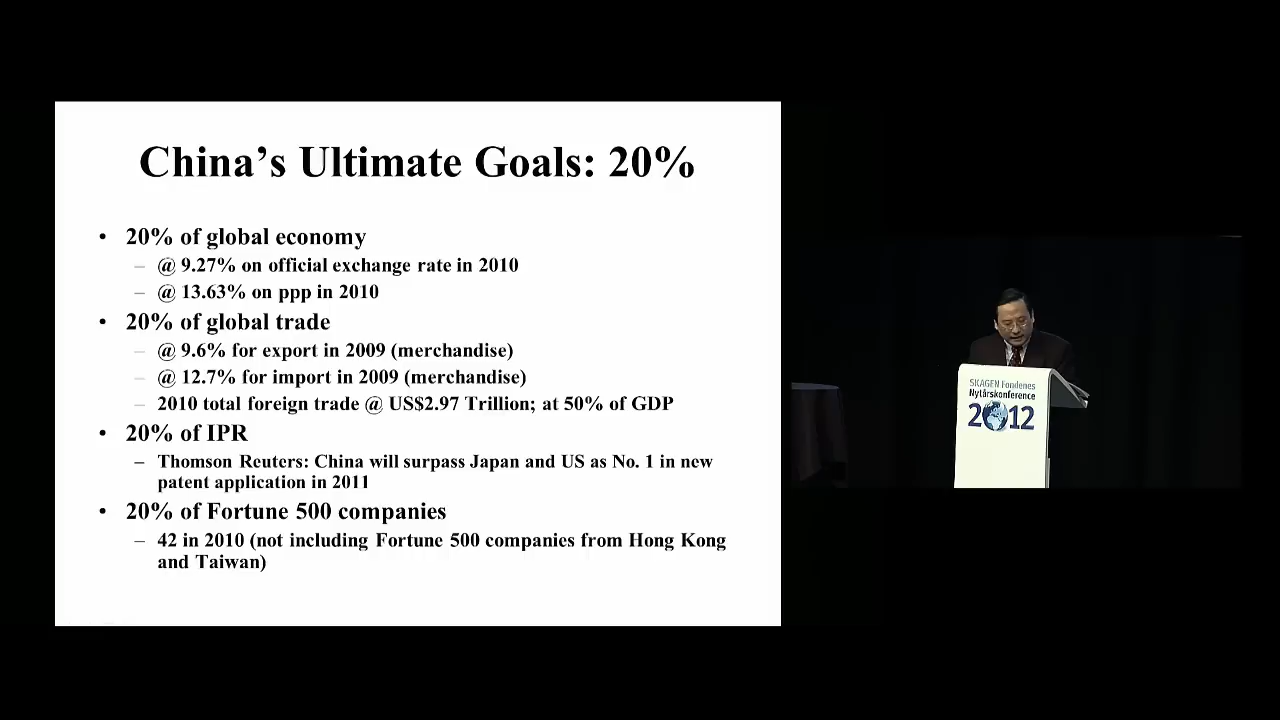 China's Ultimate Goals: 20%
• 20% of global economy
– @ 9.27% on official exchange rate in 2010
– @ 13.63% on ppp in 2010
• 20% of global trade
– @ 9.6% for export in 2009 (merchandise)
– @ 12.7% for import in 2009 (merchandise)
– 2010 total foreign trade @ US$2.97 Trillion; at 50% of GDP
• 20% of IPR
– Thomson Reuters: China will surpass Japan and US as No. 1 in new
patent application in 2011
• 20% of Fortune 500 companies
– 42 in 2010 (not including Fortune 500 companies from Hong Kong
and Taiwan)
SKAGEN Fondenes
Nytårskonference
2012